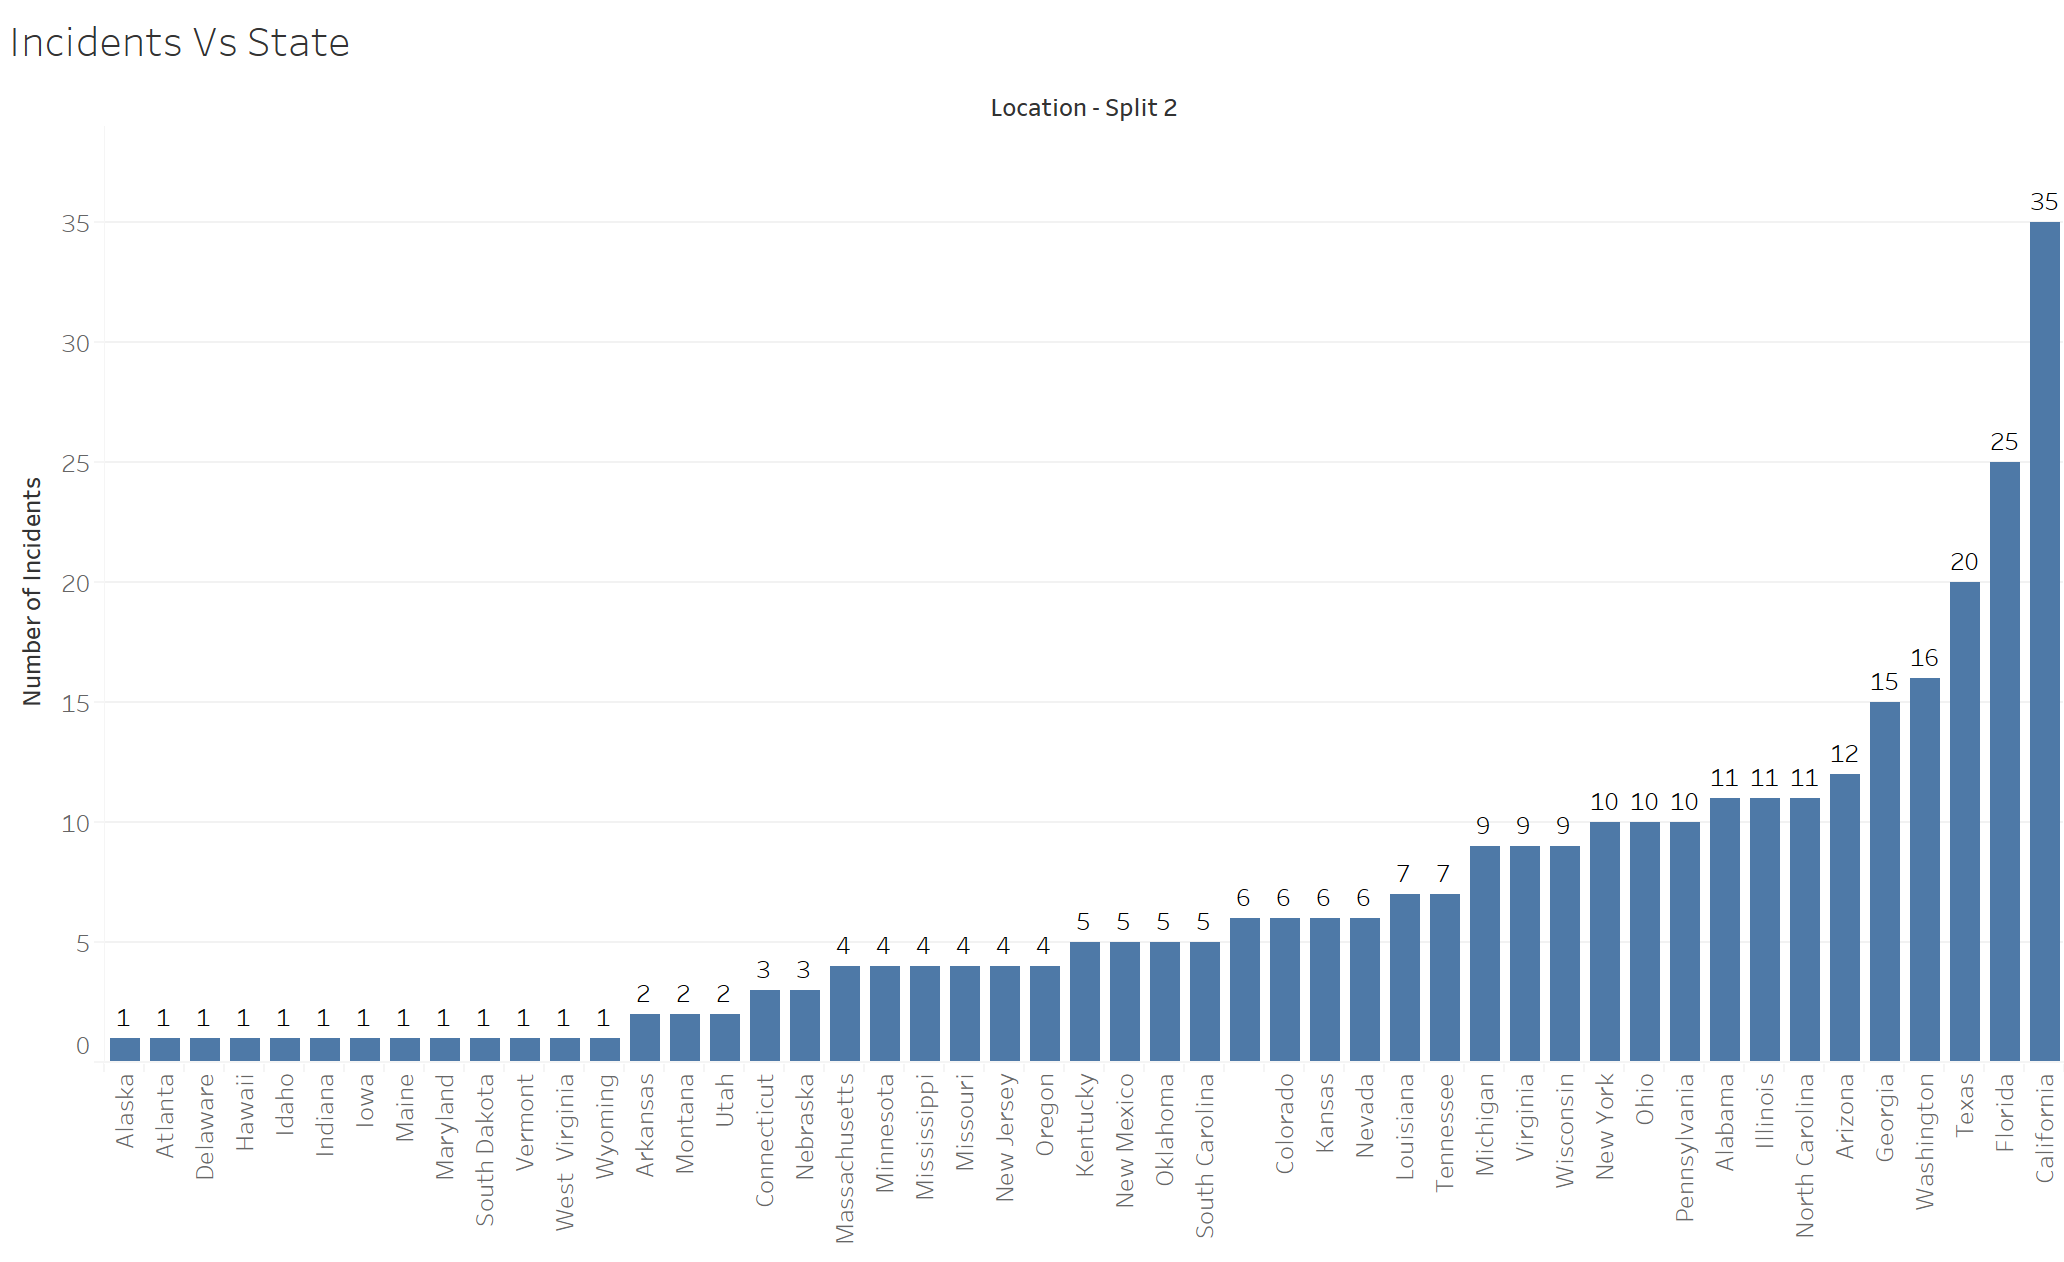 Incidents Vs State
Location - Split 2
Number of Incidents
35
30
25
20
15
10
5
0
1 1 1 1 1 1 1 1 1 1 1 1 1 2 2 2 3 3 4 4 4 4 4 4 5 5 5 5 6 6 6 6 7 7 9 9 9 10 10 10 11 11 11 12 15 16 20 25 35
Alaska
Atlanta
Delaware
Hawaii
Idaho
Indiana
Iowa
Maine
Maryland
South Dakota
Vermont
West Virginia
Wyoming
Arkansas
Montana
Utah
Connecticut
Nebraska
Massachusetts
Minnesota
Mississippi
Missouri
New Jersey
Oregon
Kentucky
New Mexico
Oklahoma
South Carolina
Colorado
Kansas
Nevada
Louisiana
Tennessee
Michigan
Virginia
Wisconsin
New York
Ohio
Pennsylvania
Alabama
Illinois
North Carolina
Arizona
Georgia
Washington
Texas
Florida
California